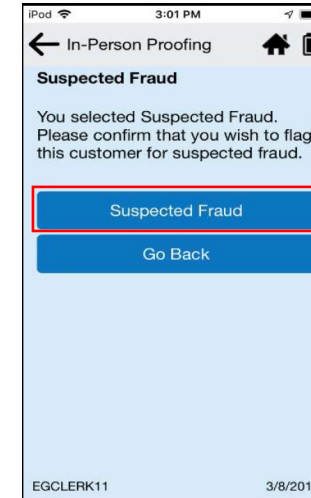 iPod 3:01 PM
In-Person Proofing
Suspected Fraud
You selected Suspected Fraud.
Please confirm that you wish to flag
this customer for suspected fraud.
Suspected Fraud
Go Back
EGCLERK11 3/8/201